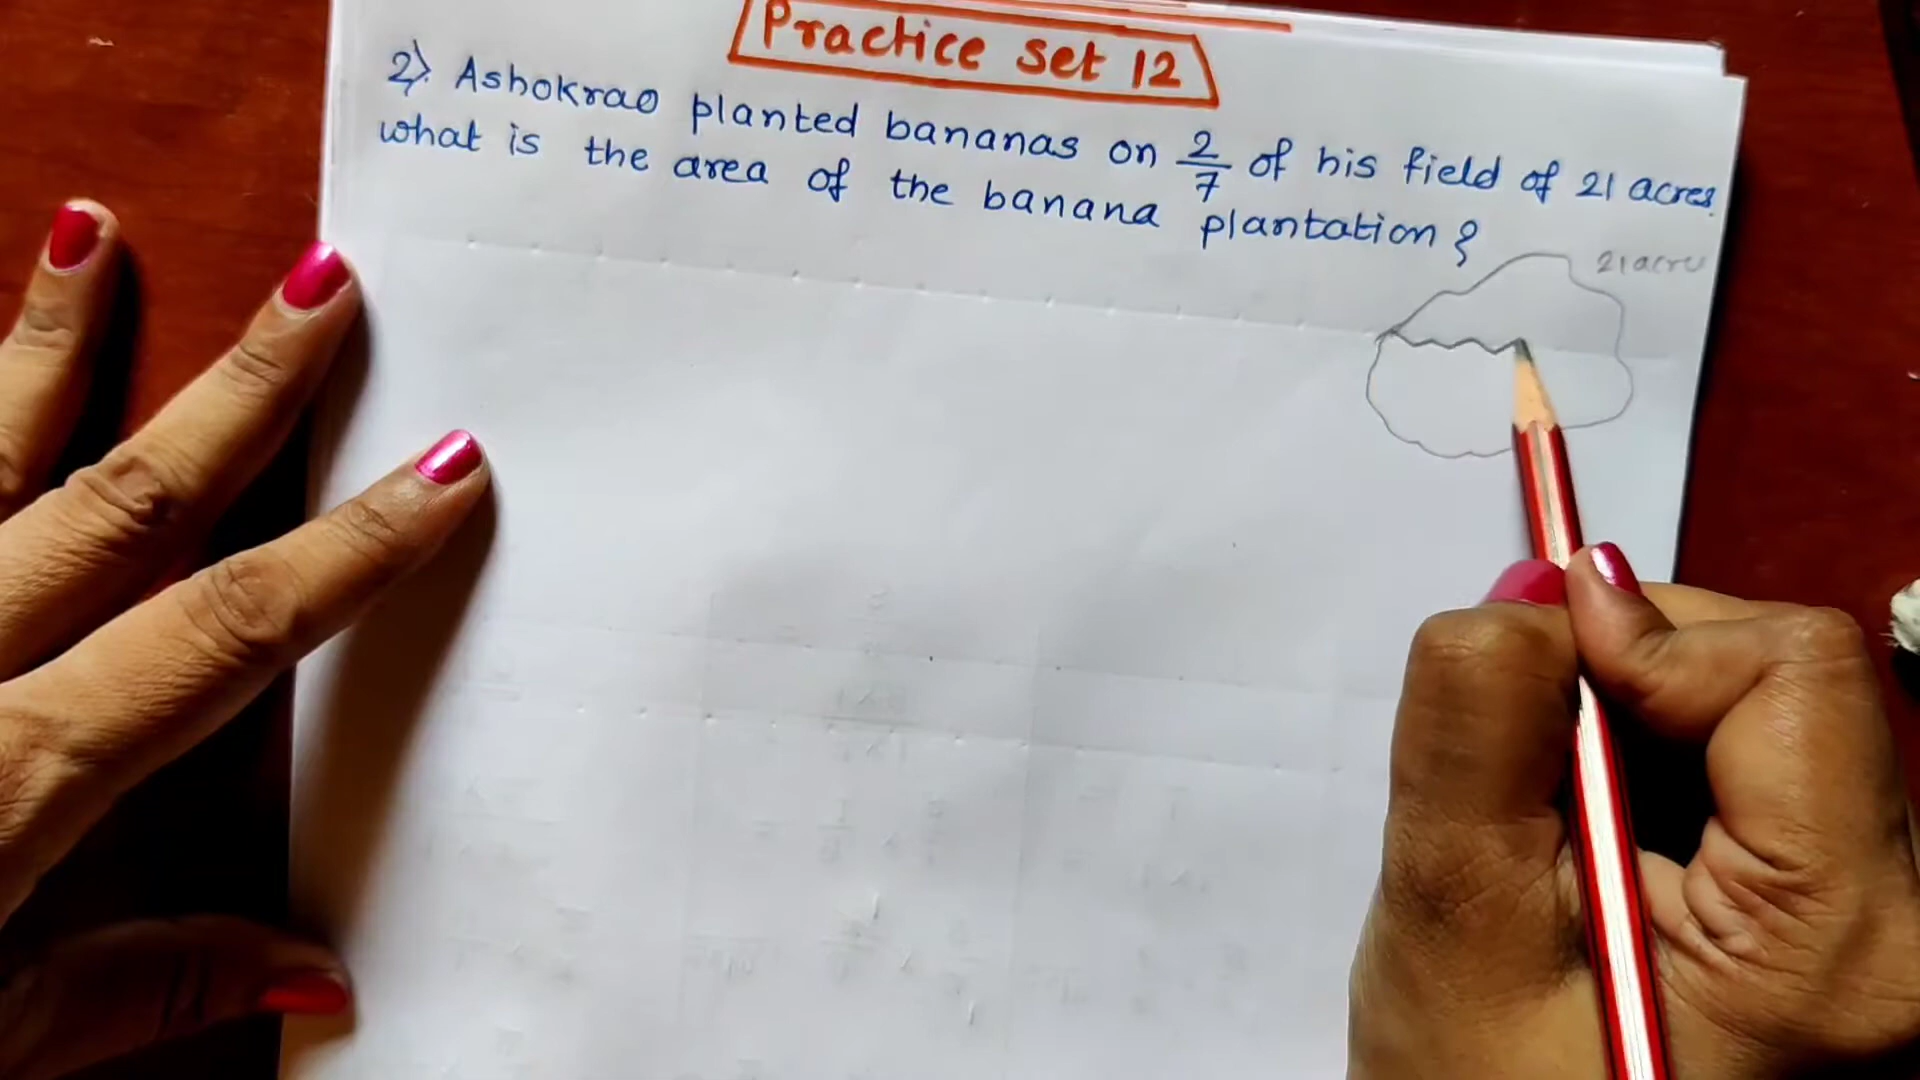 Practice Set 12
2). Ashokrao planted bananas on 2/7 of his field of 21 acres.
what is the area of the banana plantation ?
21 acres